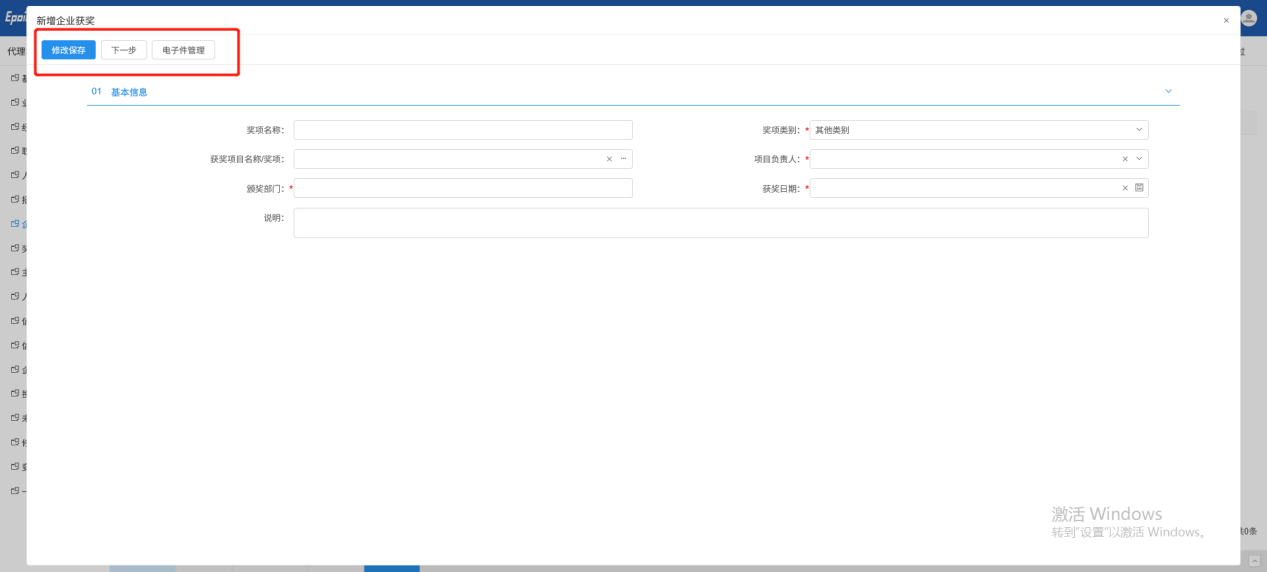 新增企业获奖
修改保存 下一步 电子件管理
代理
01 基本信息
奖项名称: 奖项类别: * 其他类别
获奖项目名称/奖项: 项目负责人: *
颁奖部门: * 获奖日期: *
说明:
激活 Windows
转到"设置"以激活 Windows。
共0条